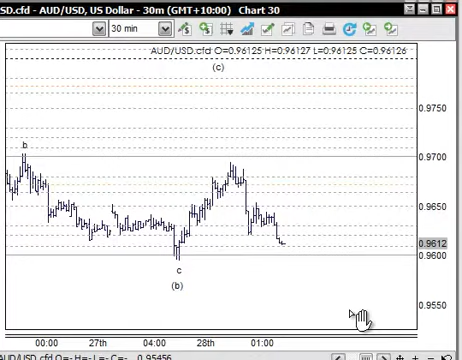 SD.cfd - AUD/USD, US Dollar - 30m (GMT+10:00) Chart 30
30 min
AUD/USD.cfd O=0.96125 H=0.96127 L=0.96125 C=0.96126
(c)
0.9750
b
0.9700
0.9650
0.9612
0.9600
c
(b)
0.9550
00:00 27th 04:00 28th 01:00
AUD/USD.cfd O=- H=- L=- C=- 0.95456